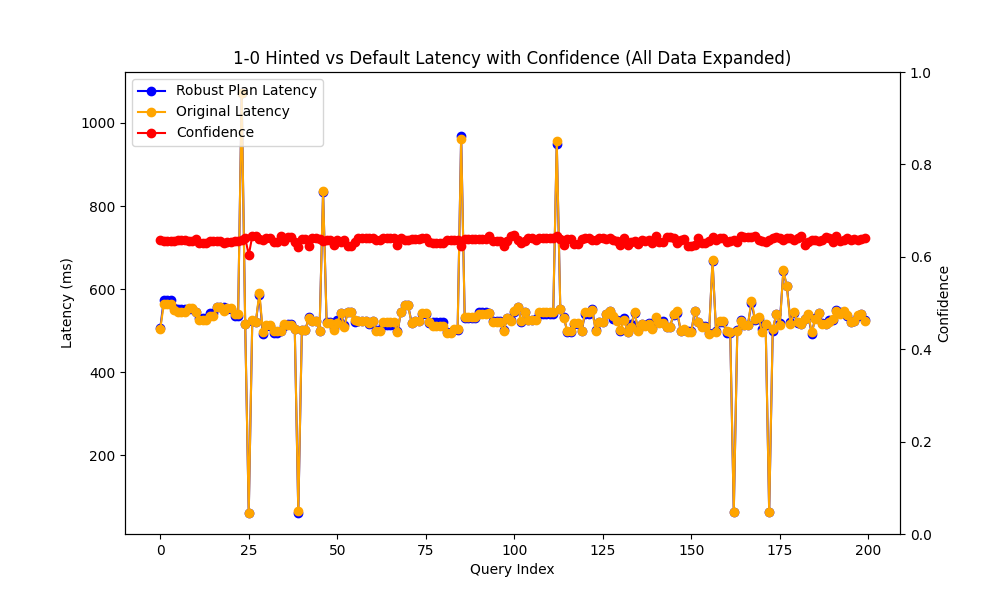 1-0 Hinted vs Default Latency with Confidence (All Data Expanded)
Robust Plan Latency
Original Latency
Confidence
1000
800
600
400
200
Latency (ms)
1.0
0.8
0.6
0.4
0.2
0.0
Confidence
0 25 50 75 100 125 150 175 200
Query Index